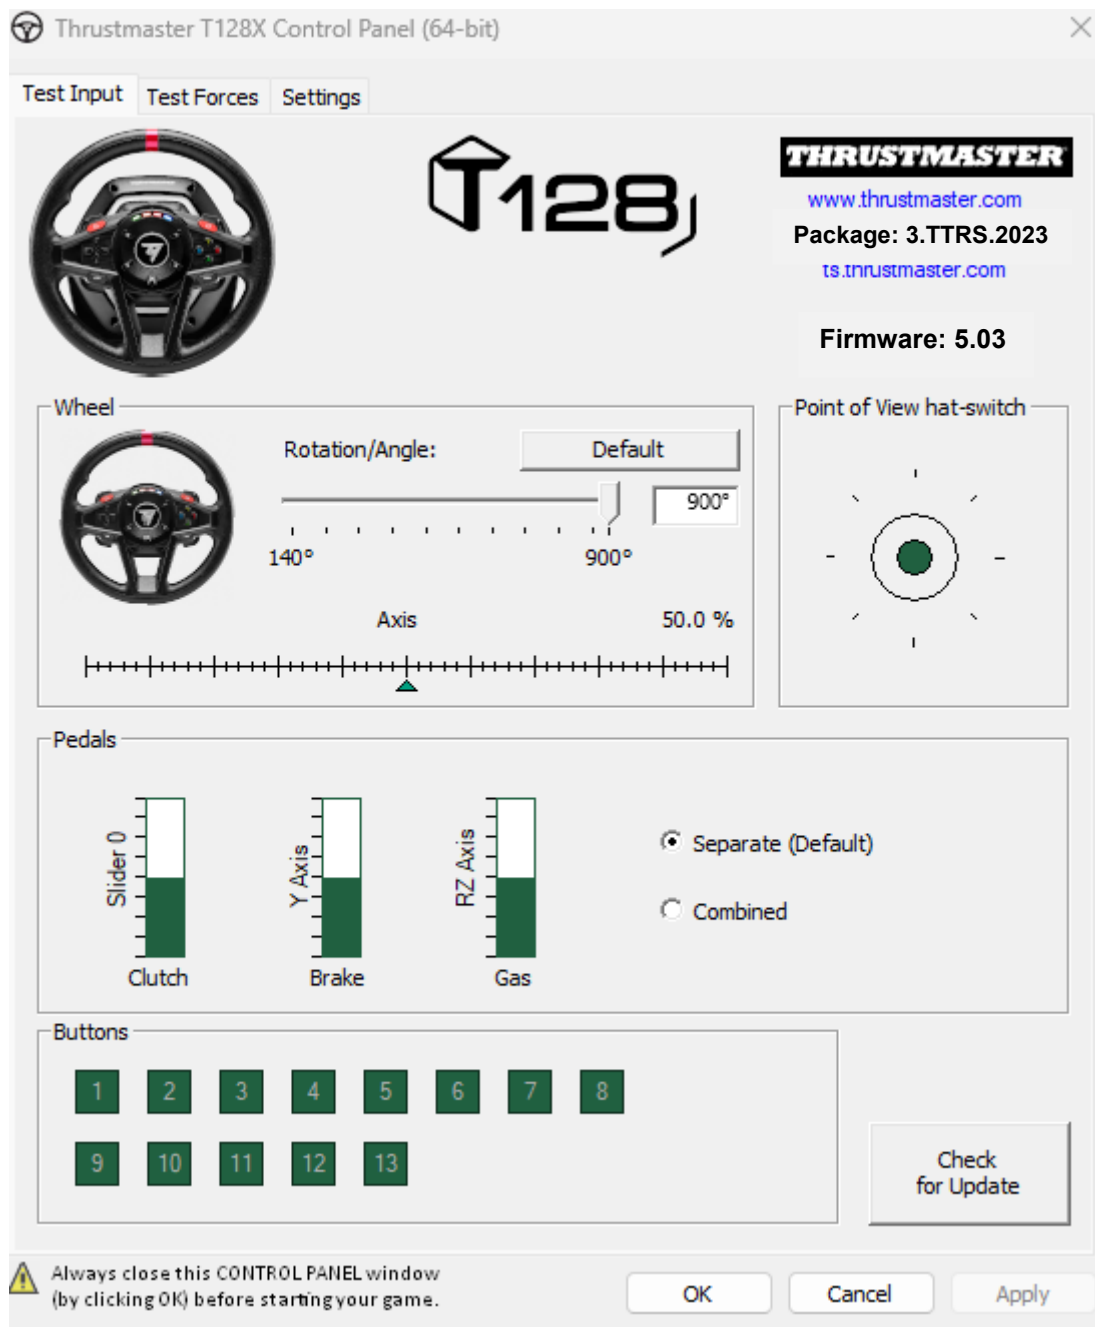 Thrustmaster T128X Control Panel (64-bit)
Test Input Test Forces Settings
T128
THRUSTMASTER
www.thrustmaster.com
Package: 3.TTRS.2023
ts.thrustmaster.com
Firmware: 5.03
Wheel
Rotation/Angle:
Default
900°
140° 900°
Axis 50.0 %
Point of View hat-switch
Pedals
Slider 0
Clutch
Y Axis
Brake
RZ Axis
Gas
Separate (Default)
Combined
Buttons
1 2 3 4 5 6 7 8
9 10 11 12 13
Check
for Update
Always close this CONTROL PANEL window
(by clicking OK) before starting your game.
OK Cancel Apply